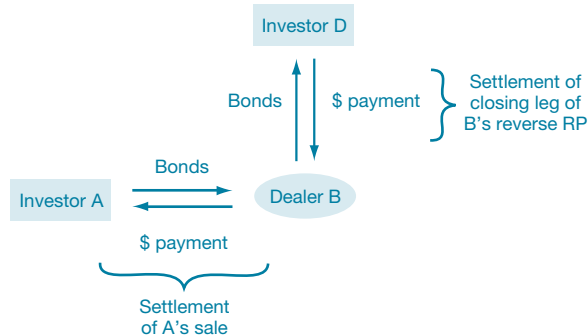 Investor D
Bonds
$ payment
Settlement of
closing leg of
B's reverse RP
Bonds
Investor A
Dealer B
$ payment
Settlement
of A's sale